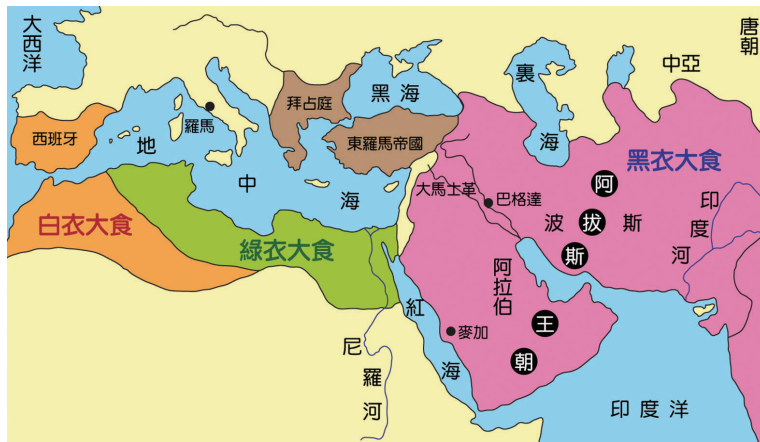 大西洋
唐朝
中亞
裏海
黑海
拜占庭
羅馬
西班牙
地中海
東羅馬帝國
黑衣大食
大馬士革
巴格達
阿拔斯王朝
波斯
印度河
白衣大食
綠衣大食
阿拉伯
紅海
麥加
尼羅河
印度洋